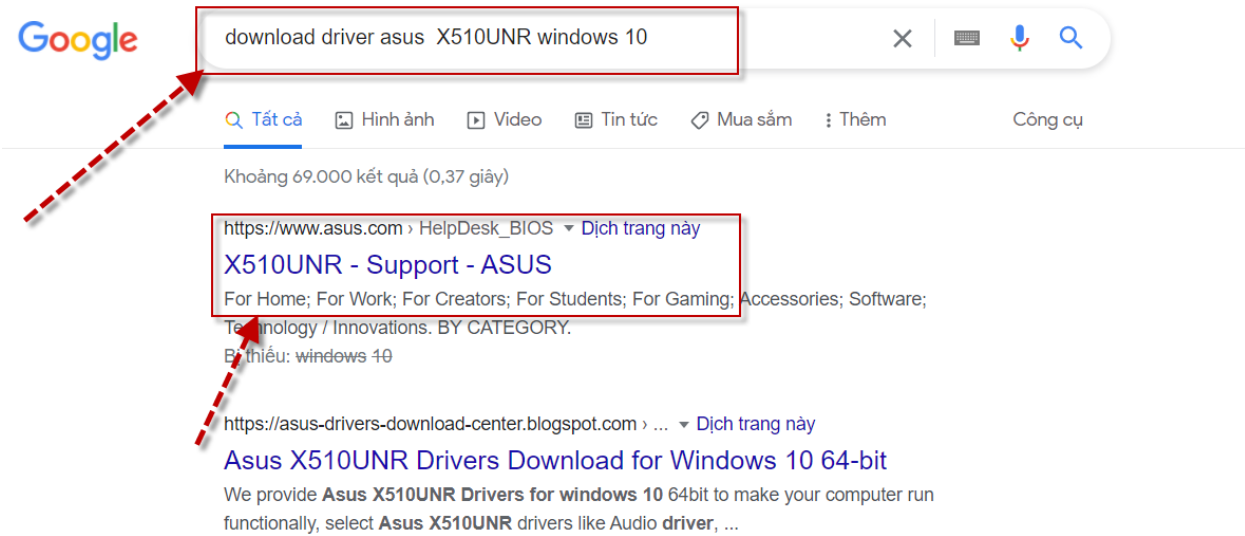 Google
download driver asus  X510UNR windows 10
Tất cả Hình ảnh Video Tin tức Mua sắm Thêm Công cụ
Khoảng 69.000 kết quả (0,37 giây)
https://www.asus.com › HelpDesk_BIOS Dịch trang này
X510UNR - Support - ASUS
For Home; For Work; For Creators; For Students; For Gaming; Accessories; Software;
Technology / Innovations. BY CATEGORY.
Bị thiếu: windows 10
https://asus-drivers-download-center.blogspot.com › ... Dịch trang này
Asus X510UNR Drivers Download for Windows 10 64-bit
We provide Asus X510UNR Drivers for windows 10 64bit to make your computer run
functionally, select Asus X510UNR drivers like Audio driver, ...